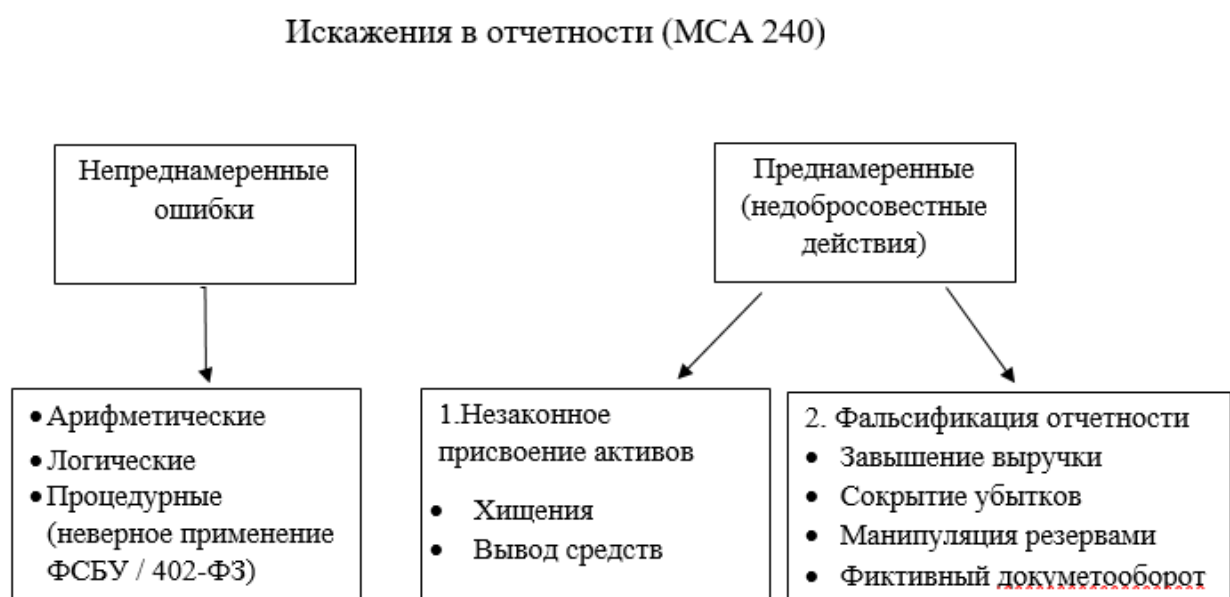 Искажения в отчетности (МСА 240)
Непреднамеренные
ошибки
Преднамеренные
(недобросовестные
действия)
• Арифметические
• Логические
• Процедурные
(неверное применение
ФСБУ / 402-ФЗ)
1.Незаконное
присвоение активов
• Хищения
• Вывод средств
2. Фальсификация отчетности
• Завышение выручки
• Сокрытие убытков
• Манипуляция резервами
• Фиктивный докуметооборот